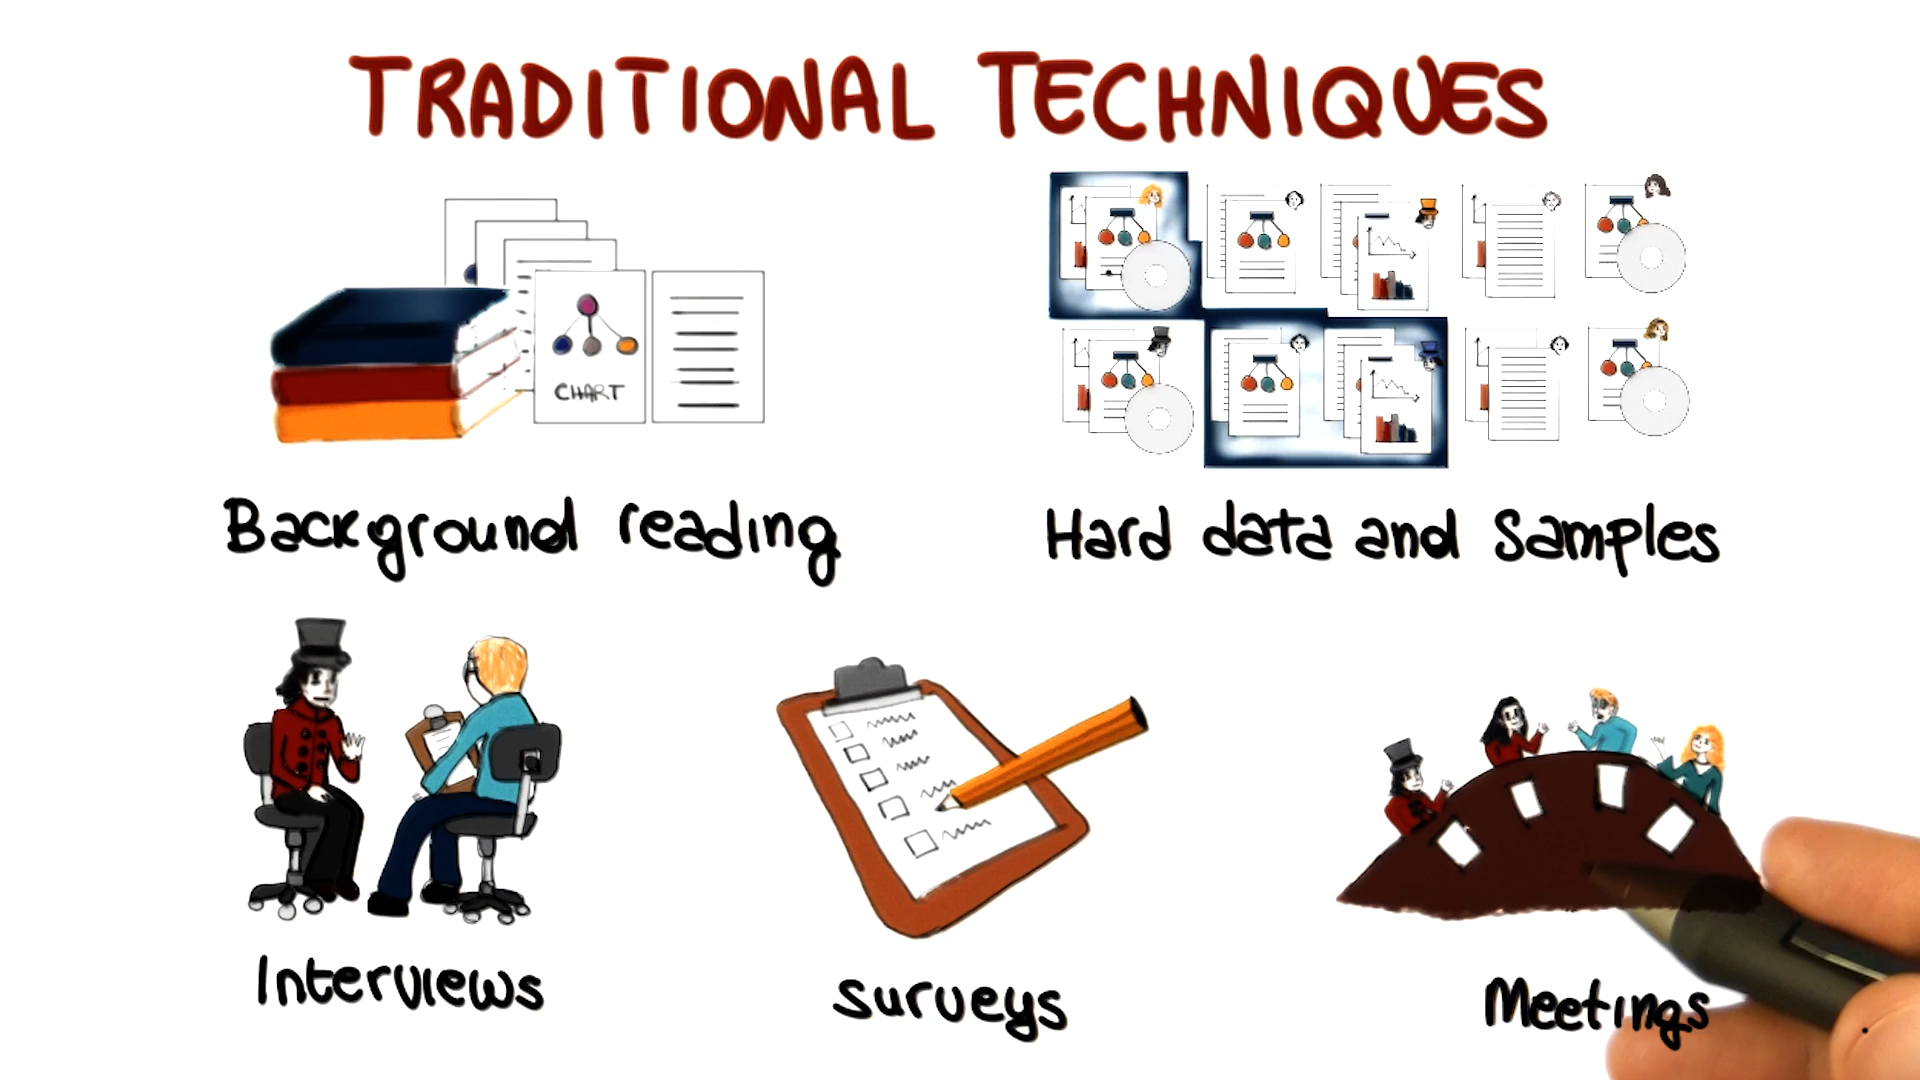 TRADITIONAL TECHNIQUES
CHART
Background reading
Hard data and Samples
Interviews
Surveys
Meetings